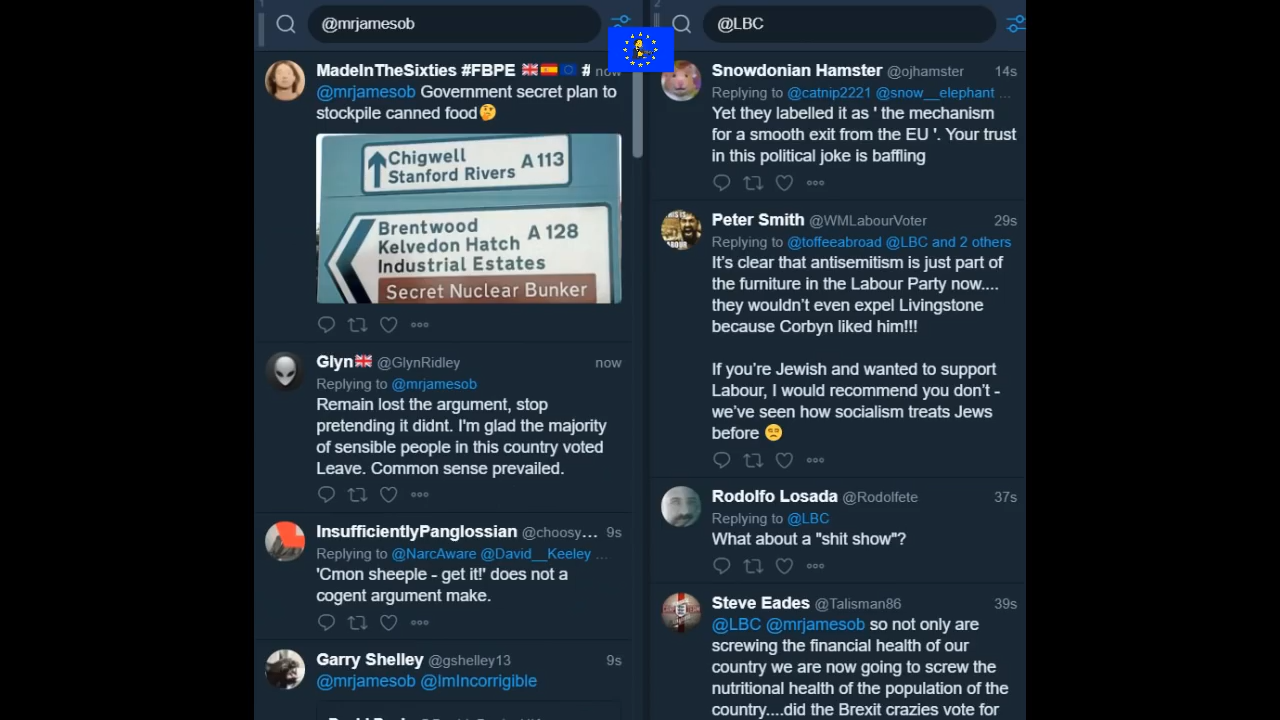 1
@mrjamesob
MadeInTheSixties #FBPE 🇬🇧🇪🇸🇪🇺 # now
@mrjamesob Government secret plan to
stockpile canned food🤔
Chigwell
Stanford Rivers A 113
Brentwood
Kelvedon Hatch A 128
Industrial Estates
Secret Nuclear Bunker
Glyn🇬🇧 @GlynRidley now
Replying to @mrjamesob
Remain lost the argument, stop
pretending it didnt. I'm glad the majority
of sensible people in this country voted
Leave. Common sense prevailed.
InsufficientlyPanglossian @choosy… 9s
Replying to @NarcAware @David__Keeley …
'Cmon sheeple - get it!' does not a
cogent argument make.
Garry Shelley @gshelley13 9s
@mrjamesob @ImIncorrigible
2
@LBC
Snowdonian Hamster @ojhamster 14s
Replying to @catnip2221 @snow__elephant …
Yet they labelled it as ' the mechanism
for a smooth exit from the EU '. Your trust
in this political joke is baffling
Peter Smith @WMLabourVoter 29s
Replying to @toffeeabroad @LBC and 2 others
It's clear that antisemitism is just part of
the furniture in the Labour Party now....
they wouldn't even expel Livingstone
because Corbyn liked him!!!
If you're Jewish and wanted to support
Labour, I would recommend you don't -
we've seen how socialism treats Jews
before 😒
Rodolfo Losada @Rodolfete 37s
Replying to @LBC
What about a "shit show"?
Steve Eades @Talisman86 39s
@LBC @mrjamesob so not only are
screwing the financial health of our
country we are now going to screw the
nutritional health of the population of the
country....did the Brexit crazies vote for